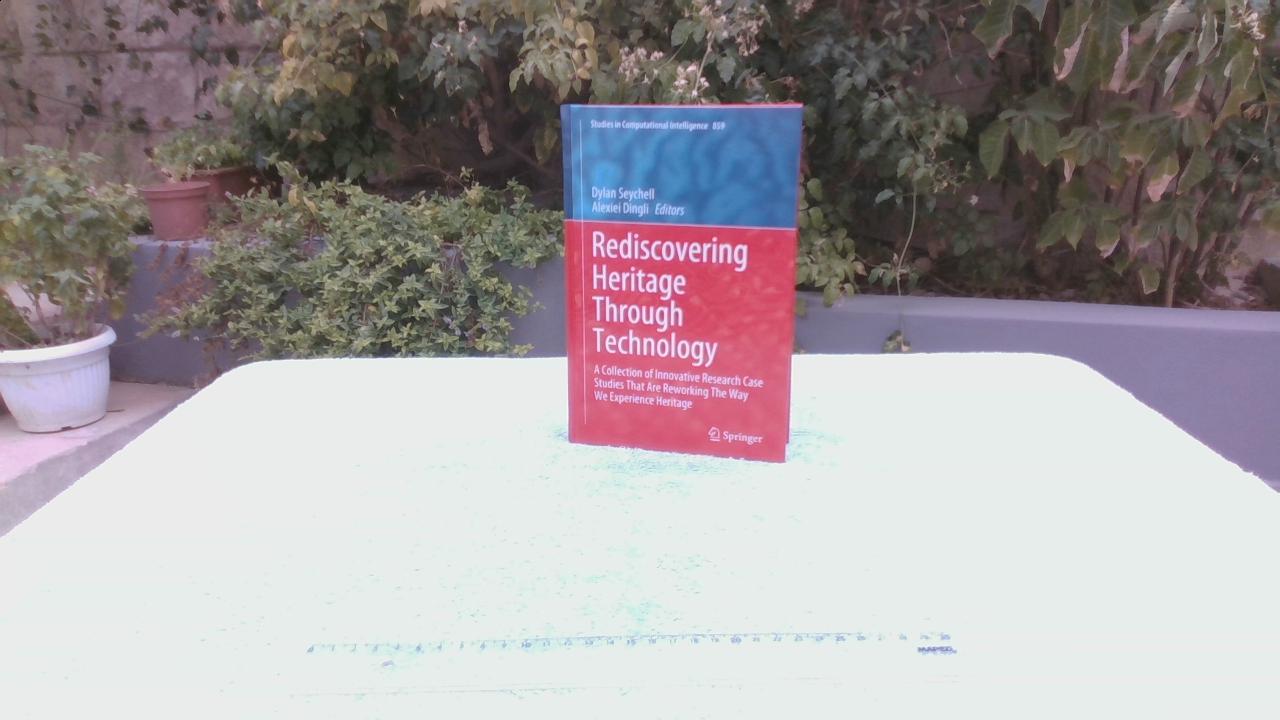 Studies in Computational Intelligence 859
Dylan Seychell
Alexiei Dingli Editors
Rediscovering
Heritage
Through
Technology
A Collection of Innovative Research Case
Studies That Are Reworking The Way
We Experience Heritage
Springer